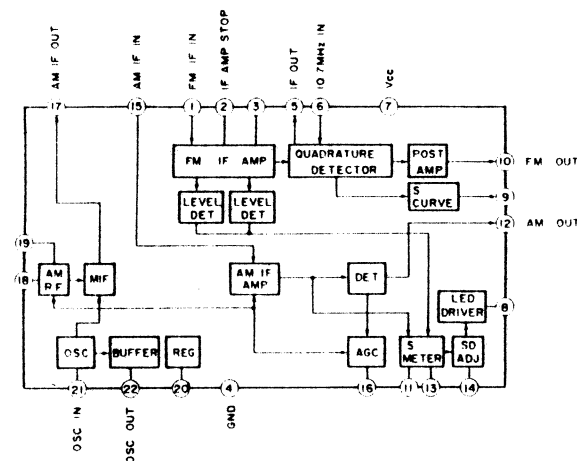 AM IF OUT
AM IF IN
FM IF IN
IF AMP STOP
IF OUT
10.7MHz IN
Vcc
17
15
1
2
3
5
6
7
FM IF AMP
QUADRATURE
DETECTOR
POST
AMP
10 FM OUT
LEVEL
DET
LEVEL
DET
S
CURVE
9
12 AM OUT
19
18
AM
R.F
MIF
AM IF
AMP
DET
LED
DRIVER
8
OSC
BUFFER
REG
AGC
S
METER
SD
ADJ
21
22
20
4
16
11
13
14
OSC IN
OSC OUT
GND